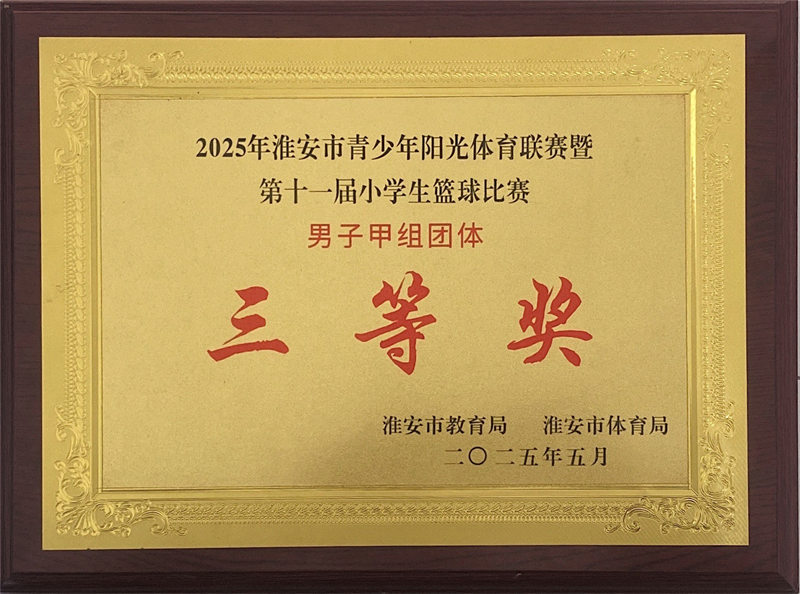 2025年淮安市青少年阳光体育联赛暨
第十一届小学生篮球比赛
男子甲组团体
三等奖
淮安市教育局 淮安市体育局
二〇二五年五月